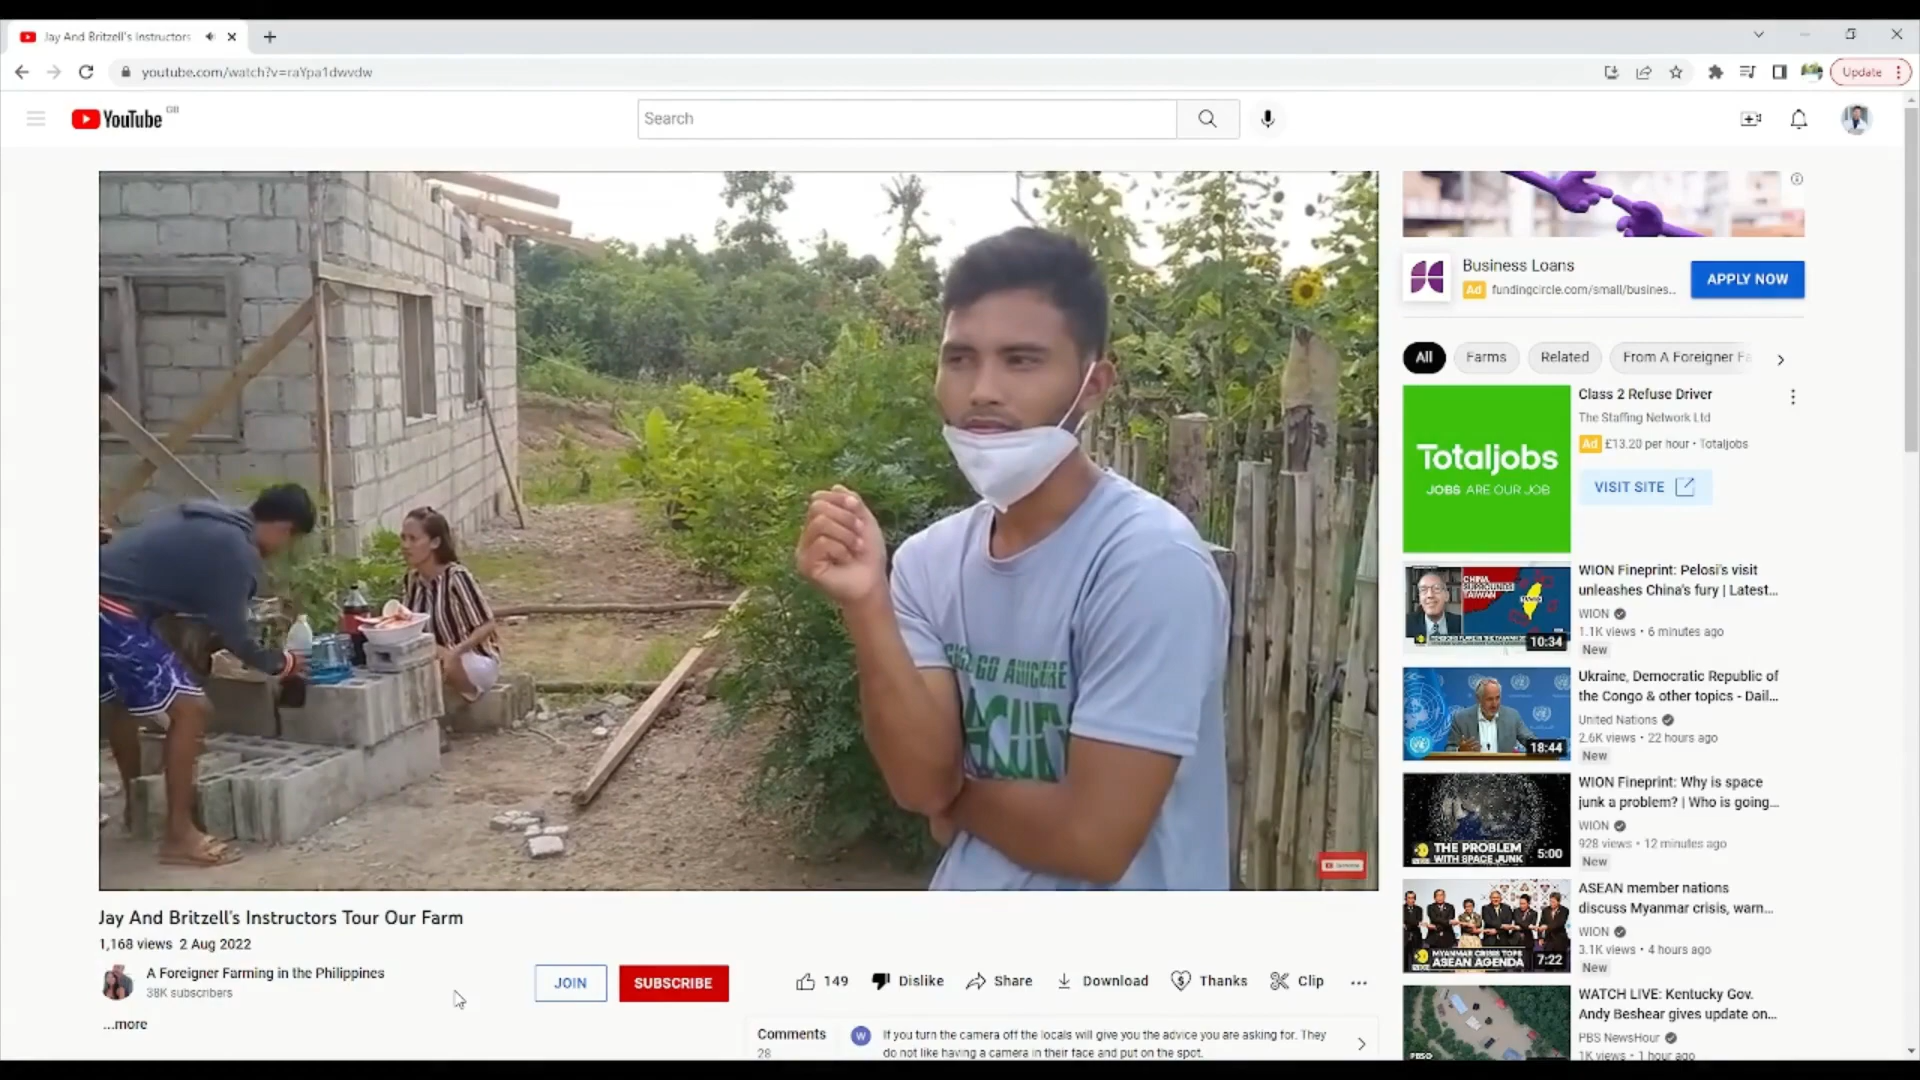 Jay And Britzell's Instructors
youtube.com/watch?v=raYpa1dwvdw
Update
YouTube GB
Search
Business Loans
Ad fundingcircle.com/small/busines...
APPLY NOW
All
Farms
Related
From A Foreigner Fa
Totaljobs
JOBS ARE OUR JOB
Class 2 Refuse Driver
The Staffing Network Ltd
Ad £13.20 per hour • Totaljobs
VISIT SITE
CHINA
SURROUNDS
TAIWAN
10:34
WION Fineprint: Pelosi's visit
unleashes China's fury | Latest...
WION
1.1K views • 6 minutes ago
New
18:44
Ukraine, Democratic Republic of
the Congo & other topics - Dail...
United Nations
2.6K views • 22 hours ago
New
THE PROBLEM
WITH SPACE JUNK
5:00
WION Fineprint: Why is space
junk a problem? | Who is going...
WION
928 views • 12 minutes ago
New
MYANMAR CRISIS TOPS
ASEAN AGENDA
7:22
ASEAN member nations
discuss Myanmar crisis, warn...
WION
3.1K views • 4 hours ago
New
WATCH LIVE: Kentucky Gov.
Andy Beshear gives update on...
PBS NewsHour
1K views • 1 hour ago
Jay And Britzell's Instructors Tour Our Farm
1,168 views 2 Aug 2022
A Foreigner Farming in the Philippines
38K subscribers
JOIN
SUBSCRIBE
149
Dislike
Share
Download
Thanks
Clip
...more
Comments
28
W
If you turn the camera off the locals will give you the advice you are asking for. They
do not like having a camera in their face and put on the spot.